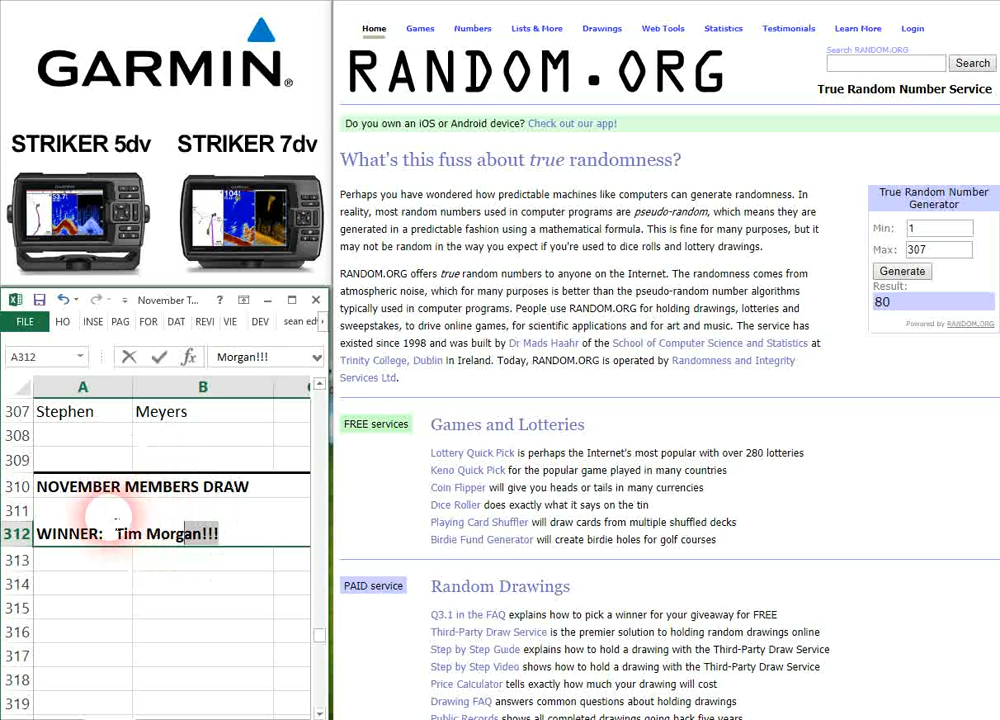 GARMIN®
STRIKER 5dv STRIKER 7dv
November T... ?
FILE HO INSE PAG FOR DAT REVI VIE DEV sean ed
A312 fx Morgan!!!
A B
307 Stephen Meyers
308
309
310 NOVEMBER MEMBERS DRAW
311
312 WINNER: Tim Morgan!!!
313
314
315
316
317
318
319
Home Games Numbers Lists & More Drawings Web Tools Statistics Testimonials Learn More Login
RANDOM.ORG
Search RANDOM.ORG
Search
True Random Number Service
Do you own an iOS or Android device? Check out our app!
What's this fuss about true randomness?
Perhaps you have wondered how predictable machines like computers can generate randomness. In
reality, most random numbers used in computer programs are pseudo-random, which means they are
generated in a predictable fashion using a mathematical formula. This is fine for many purposes, but it
may not be random in the way you expect if you're used to dice rolls and lottery drawings.
RANDOM.ORG offers true random numbers to anyone on the Internet. The randomness comes from
atmospheric noise, which for many purposes is better than the pseudo-random number algorithms
typically used in computer programs. People use RANDOM.ORG for holding drawings, lotteries and
sweepstakes, to drive online games, for scientific applications and for art and music. The service has
existed since 1998 and was built by Dr Mads Haahr of the School of Computer Science and Statistics at
Trinity College, Dublin in Ireland. Today, RANDOM.ORG is operated by Randomness and Integrity
Services Ltd.
True Random Number
Generator
Min: 1
Max: 307
Generate
Result:
80
Powered by RANDOM.ORG
FREE services
Games and Lotteries
Lottery Quick Pick is perhaps the Internet's most popular with over 280 lotteries
Keno Quick Pick for the popular game played in many countries
Coin Flipper will give you heads or tails in many currencies
Dice Roller does exactly what it says on the tin
Playing Card Shuffler will draw cards from multiple shuffled decks
Birdie Fund Generator will create birdie holes for golf courses
PAID service
Random Drawings
Q3.1 in the FAQ explains how to pick a winner for your giveaway for FREE
Third-Party Draw Service is the premier solution to holding random drawings online
Step by Step Guide explains how to hold a drawing with the Third-Party Draw Service
Step by Step Video shows how to hold a drawing with the Third-Party Draw Service
Price Calculator tells exactly how much your drawing will cost
Drawing FAQ answers common questions about holding drawings
Public Records shows all completed drawings going back five years